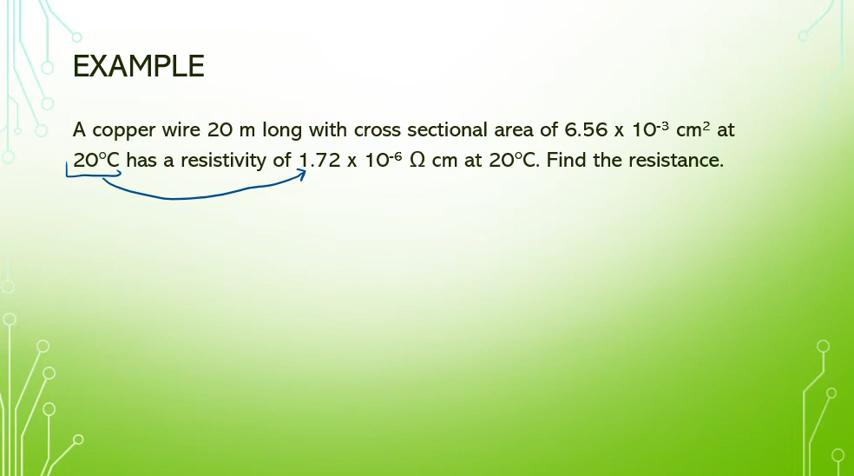 EXAMPLE
A copper wire 20 m long with cross sectional area of 6.56 x 10⁻³ cm² at
20°C has a resistivity of 1.72 x 10⁻⁶ Ω cm at 20°C. Find the resistance.